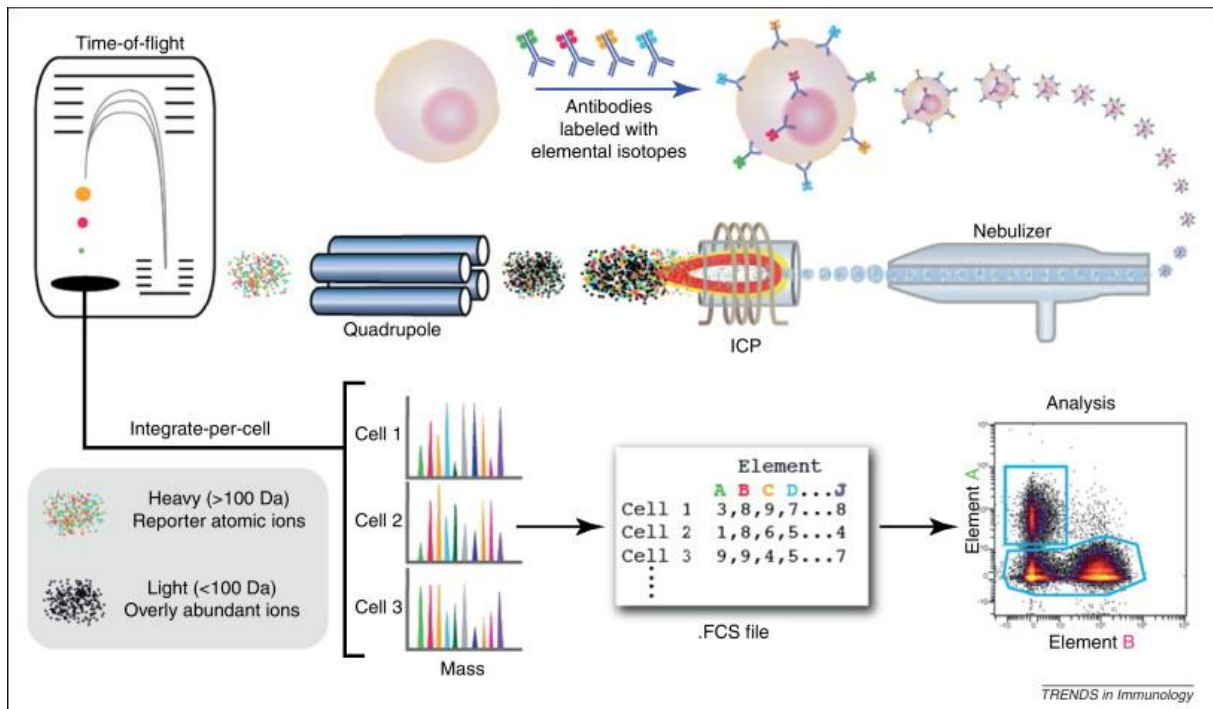 Time-of-flight
Antibodies
labeled with
elemental isotopes
Nebulizer
Quadrupole
ICP
Integrate-per-cell
Heavy (>100 Da)
Reporter atomic ions
Light (<100 Da)
Overly abundant ions
Cell 1
Cell 2
Cell 3
Mass
Element
A B C D...J
Cell 1 3,8,9,7...8
Cell 2 1,8,6,5...4
Cell 3 9,9,4,5...7
.FCS file
Analysis
Element A
Element B
TRENDS in Immunology